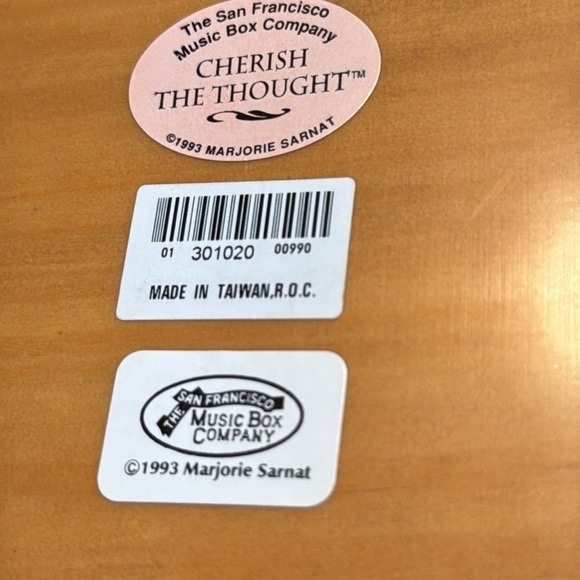 The San Francisco
Music Box Company
CHERISH
THE THOUGHT™
©1993 MARJORIE SARNAT
01 301020 00990
MADE IN TAIWAN,R.O.C.
THE SAN FRANCISCO
MUSIC BOX
COMPANY
©1993 Marjorie Sarnat